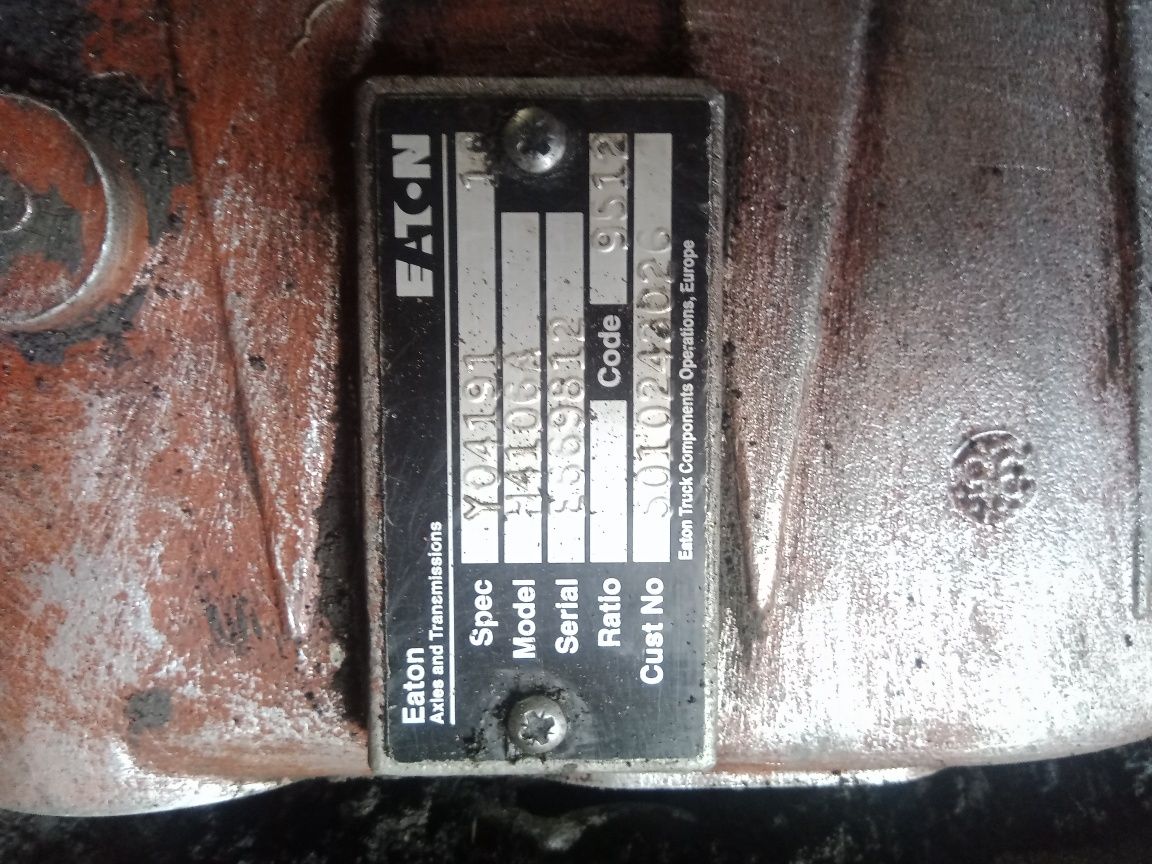 Eaton EATON
Axles and Transmissions
Spec Y04191
Model H4106A
Serial
Ratio Code 9512
Cust No
Eaton Truck Components Operations, Europe